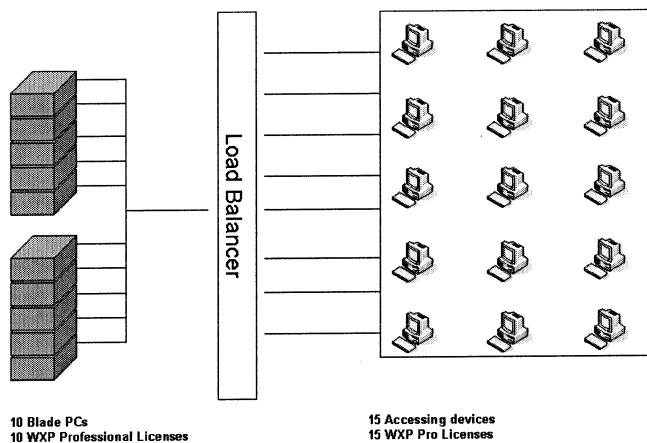 Load Balancer
10 Blade PCs
10 WXP Professional Licenses
15 Accessing devices
15 WXP Pro Licenses